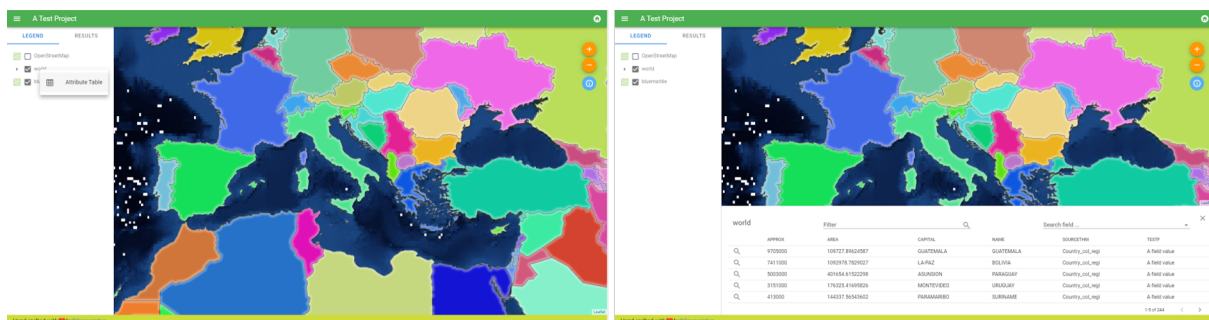 A Test Project
LEGEND RESULTS
OpenStreetMap
world
Attribute Table
Leaflet
A Test Project
LEGEND RESULTS
OpenStreetMap
world
bluemarble
world Filter Search field ...
APPROX AREA CAPITAL NAME SOURCETHM TESTF
9705000 109727.89624587 GUATEMALA GUATEMALA Country_col_regi A field value
7411000 1092978.7829027 LA-PAZ BOLIVIA Country_col_regi A field value
5003000 401654.61522298 ASUNSION PARAGUAY Country_col_regi A field value
3151000 176325.41695826 MONTEVIDEO URUGUAY Country_col_regi A field value
413000 144337.56543602 PARAMARIBO SURINAME Country_col_regi A field value
1-5 of 244